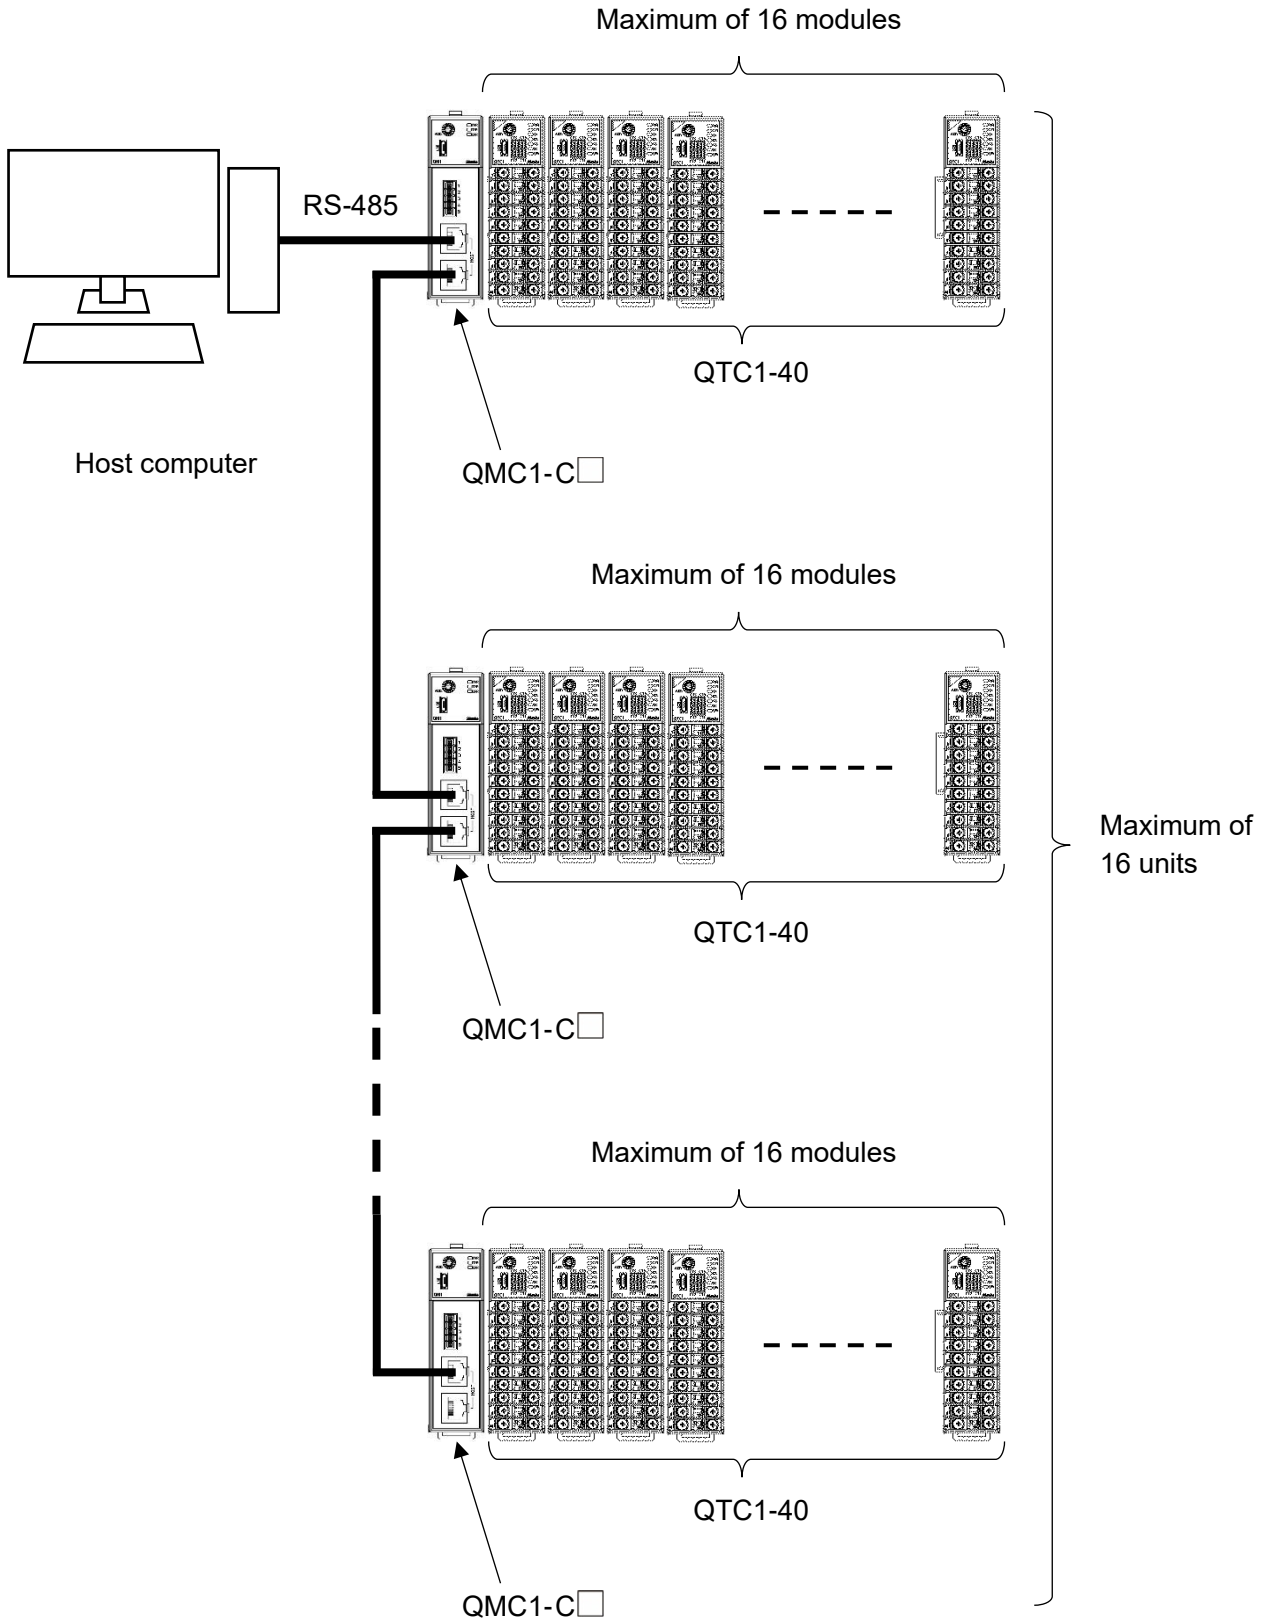 Maximum of 16 modules
RS-485
QTC1-40
Host computer
QMC1-C□
Maximum of 16 modules
Maximum of
16 units
QTC1-40
QMC1-C□
Maximum of 16 modules
QTC1-40
QMC1-C□